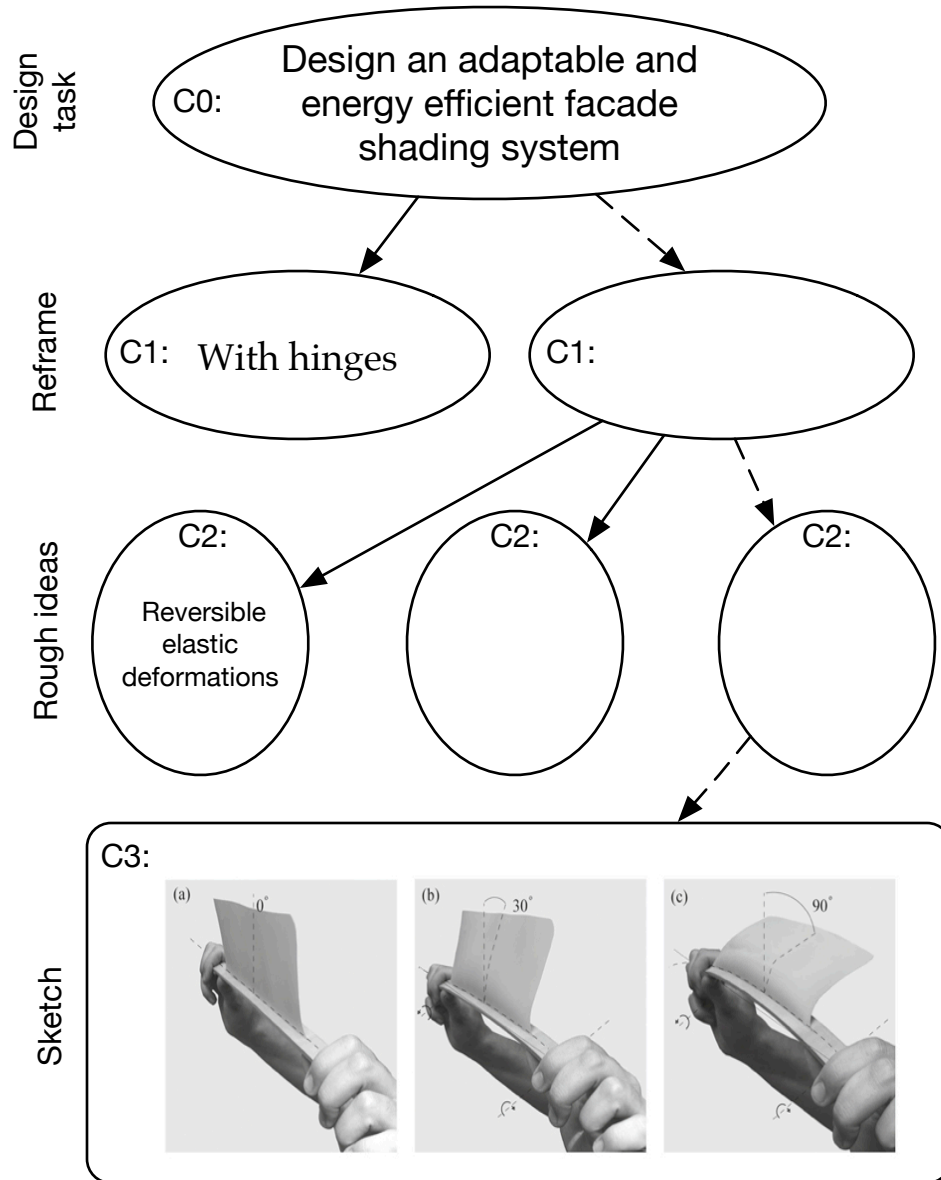 Design task
C0:
Design an adaptable and
energy efficient facade
shading system
Reframe
C1: With hinges
C1:
Rough ideas
C2:
Reversible
elastic
deformations
C2:
C2:
Sketch
C3:
(a)
0°
(b)
30°
(c)
90°